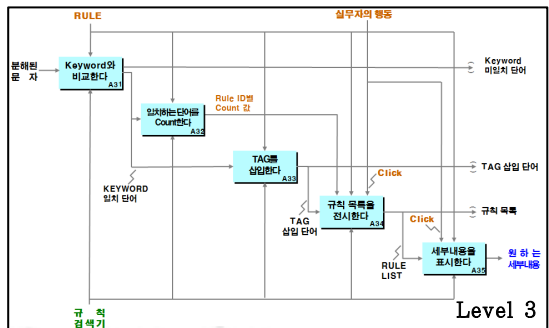 RULE
실무자의 행동
분해된
문 자
Keyword와
비교한다
A31
Keyword
미일치 단어
일치하는 단어를
Count한다
A32
Rule ID별
Count 값
KEYWORD
일치 단어
TAG를
삽입한다
A33
TAG 삽입 단어
Click
TAG
삽입 단어
규칙 목록을
전시한다
A34
규칙 목록
Click
RULE
LIST
세부내용을
표시한다
A35
원 하 는
세부내용
규 칙
검색기
Level 3